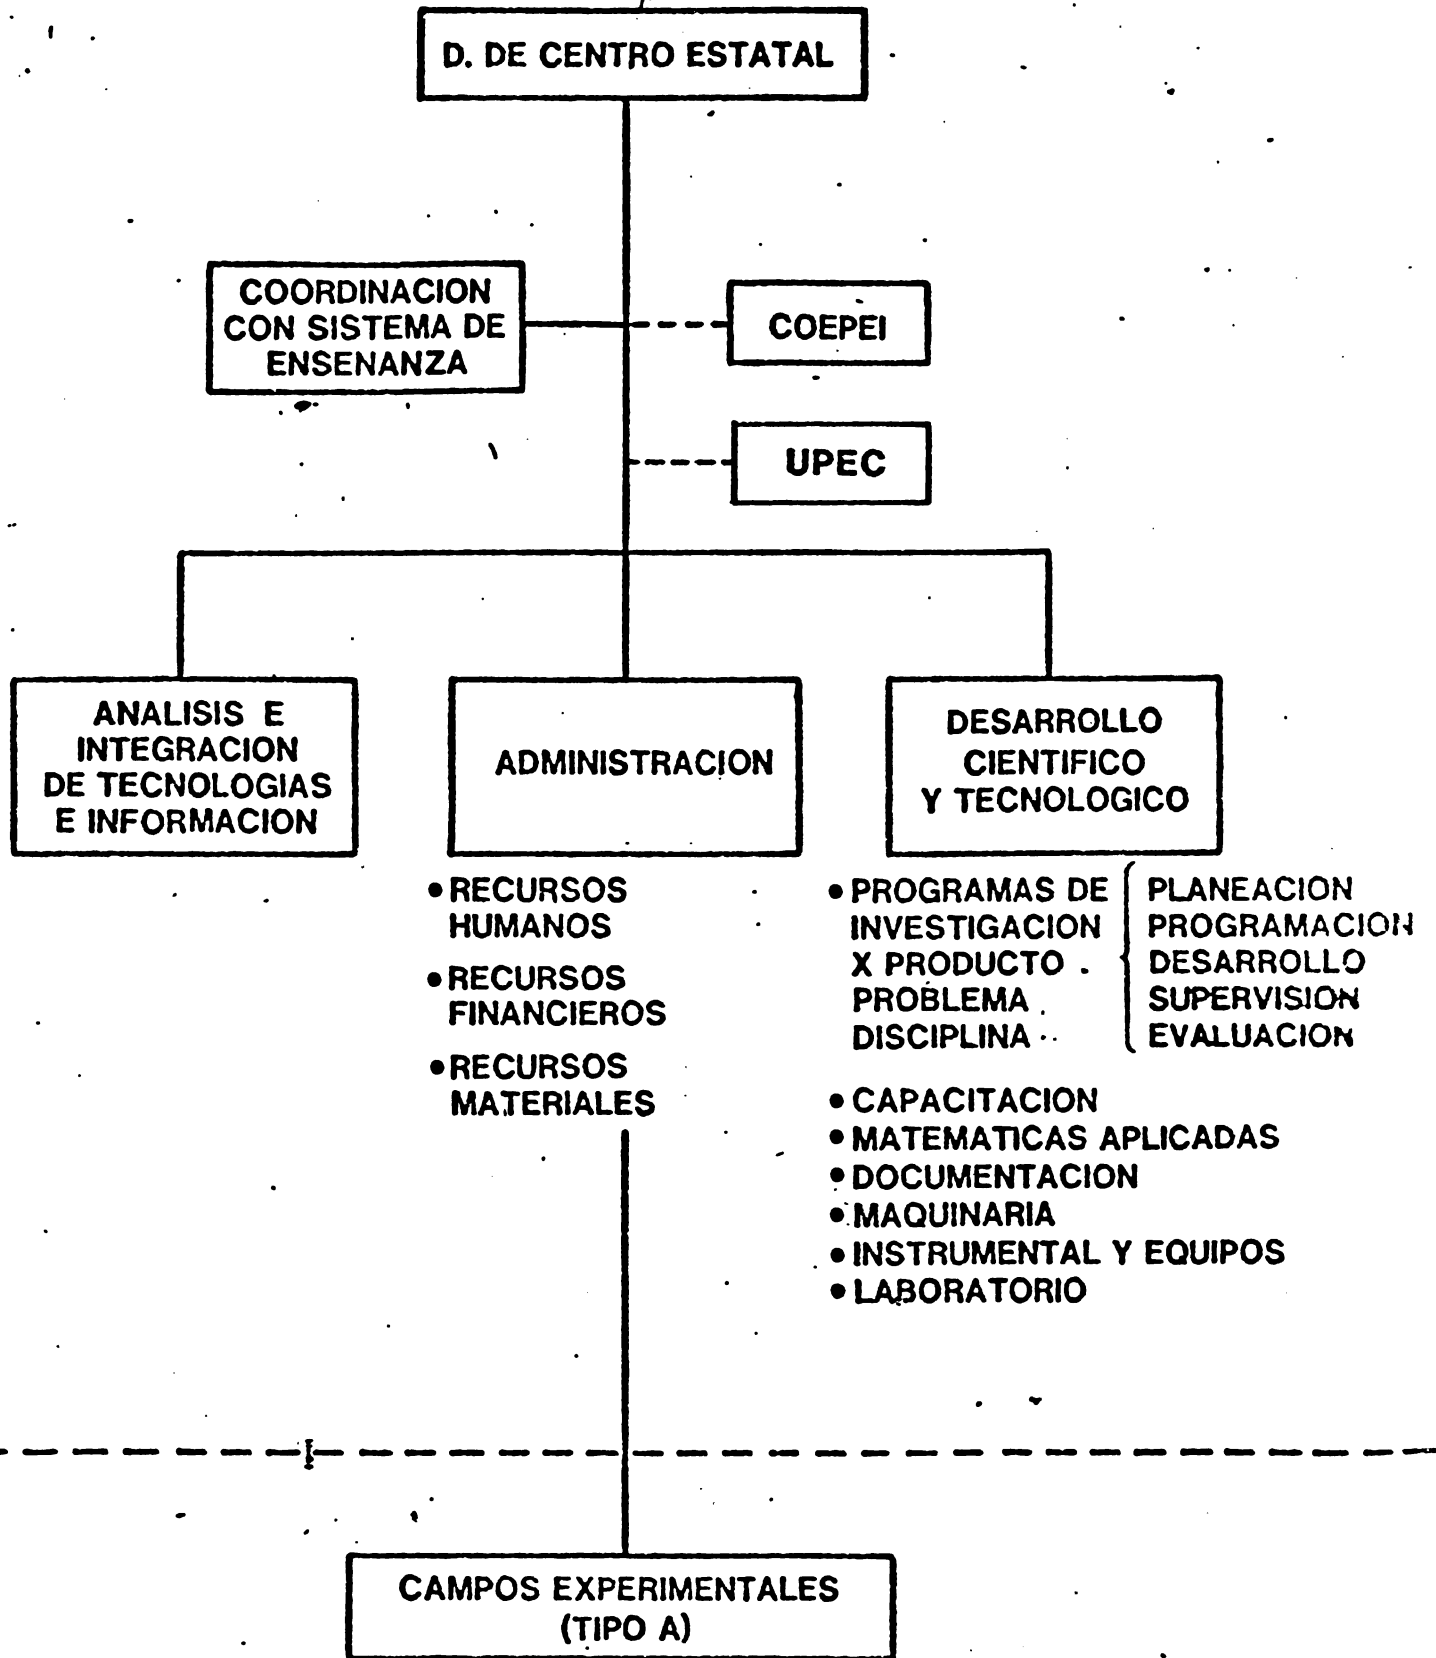 D. DE CENTRO ESTATAL
COORDINACION
CON SISTEMA DE
ENSENANZA
COEPEI
UPEC
ANALISIS E
INTEGRACION
DE TECNOLOGIAS
E INFORMACION
ADMINISTRACION
DESARROLLO
CIENTIFICO
Y TECNOLOGICO
• RECURSOS
HUMANOS
• RECURSOS
FINANCIEROS
• RECURSOS
MATERIALES
• PROGRAMAS DE
INVESTIGACION
X PRODUCTO
PROBLEMA
DISCIPLINA
PLANEACION
PROGRAMACION
DESARROLLO
SUPERVISION
EVALUACION
• CAPACITACION
• MATEMATICAS APLICADAS
• DOCUMENTACION
• MAQUINARIA
• INSTRUMENTAL Y EQUIPOS
• LABORATORIO
CAMPOS EXPERIMENTALES
(TIPO A)